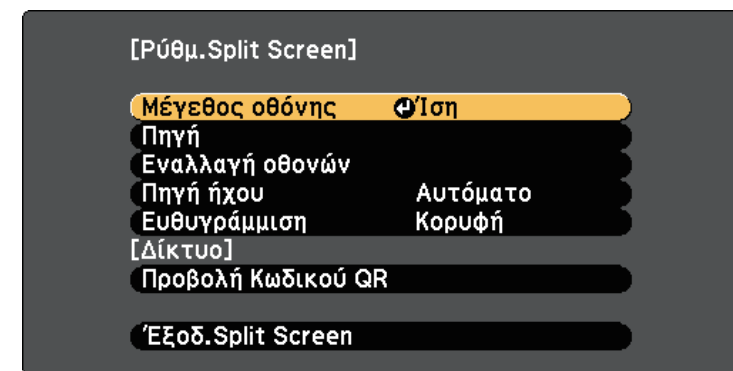 [Ρύθμ.Split Screen]
Μέγεθος οθόνης Ίση
Πηγή
Εναλλαγή οθονών
Πηγή ήχου Αυτόματο
Ευθυγράμμιση Κορυφή
[Δίκτυο]
Προβολή Κωδικού QR
Έξοδ.Split Screen